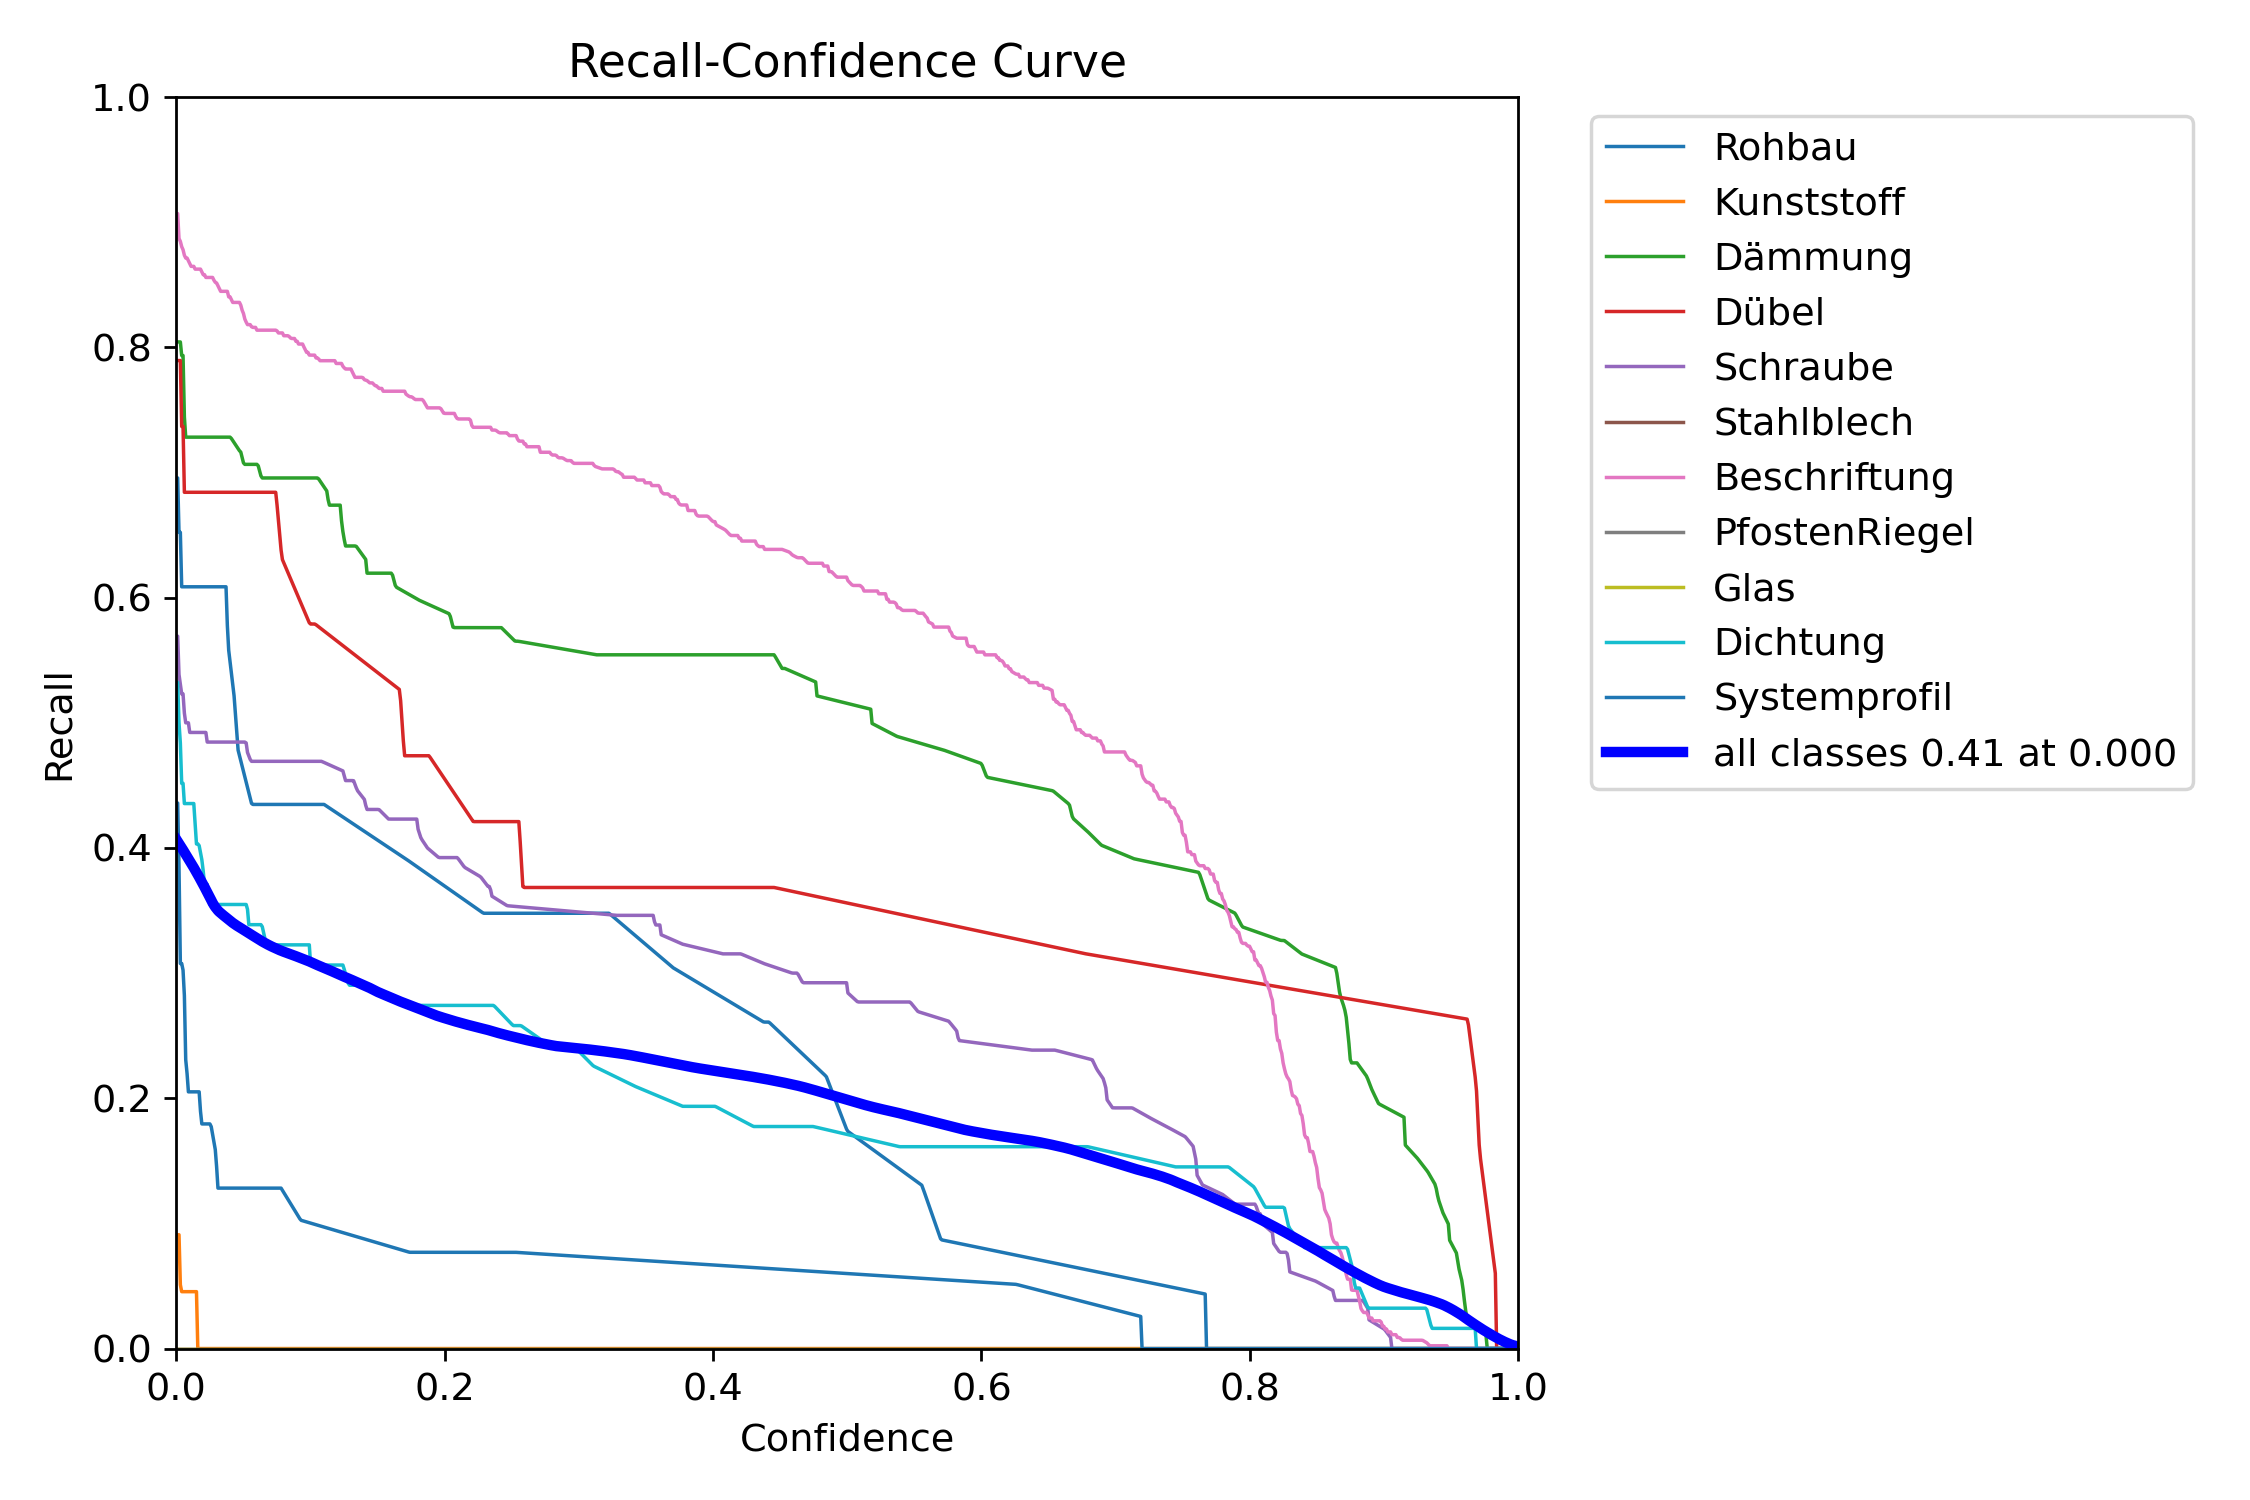 Recall-Confidence Curve
1.0
0.8
0.6
0.4
0.2
0.0
Recall
0.0 0.2 0.4 0.6 0.8 1.0
Confidence
Rohbau
Kunststoff
Dämmung
Dübel
Schraube
Stahlblech
Beschriftung
PfostenRiegel
Glas
Dichtung
Systemprofil
all classes 0.41 at 0.000